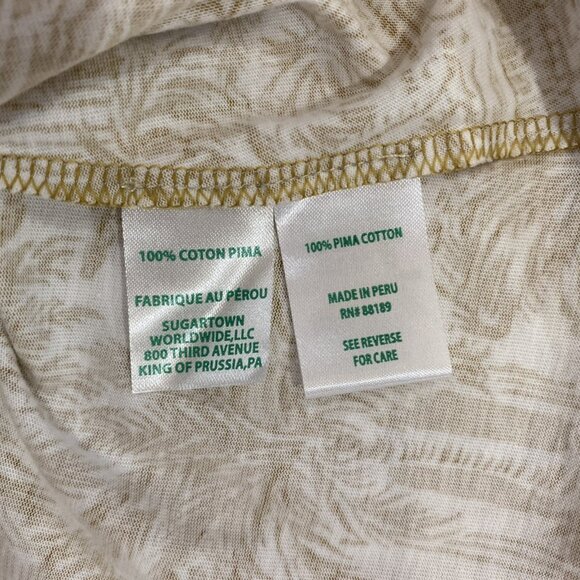 100% COTON PIMA
FABRIQUE AU PÉROU
SUGARTOWN
WORLDWIDE,LLC
800 THIRD AVENUE
KING OF PRUSSIA,PA
100% PIMA COTTON
MADE IN PERU
RN# 88189
SEE REVERSE
FOR CARE